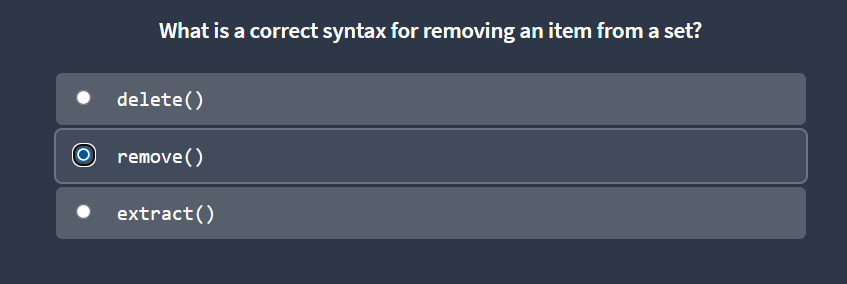 What is a correct syntax for removing an item from a set?
delete()
remove()
extract()